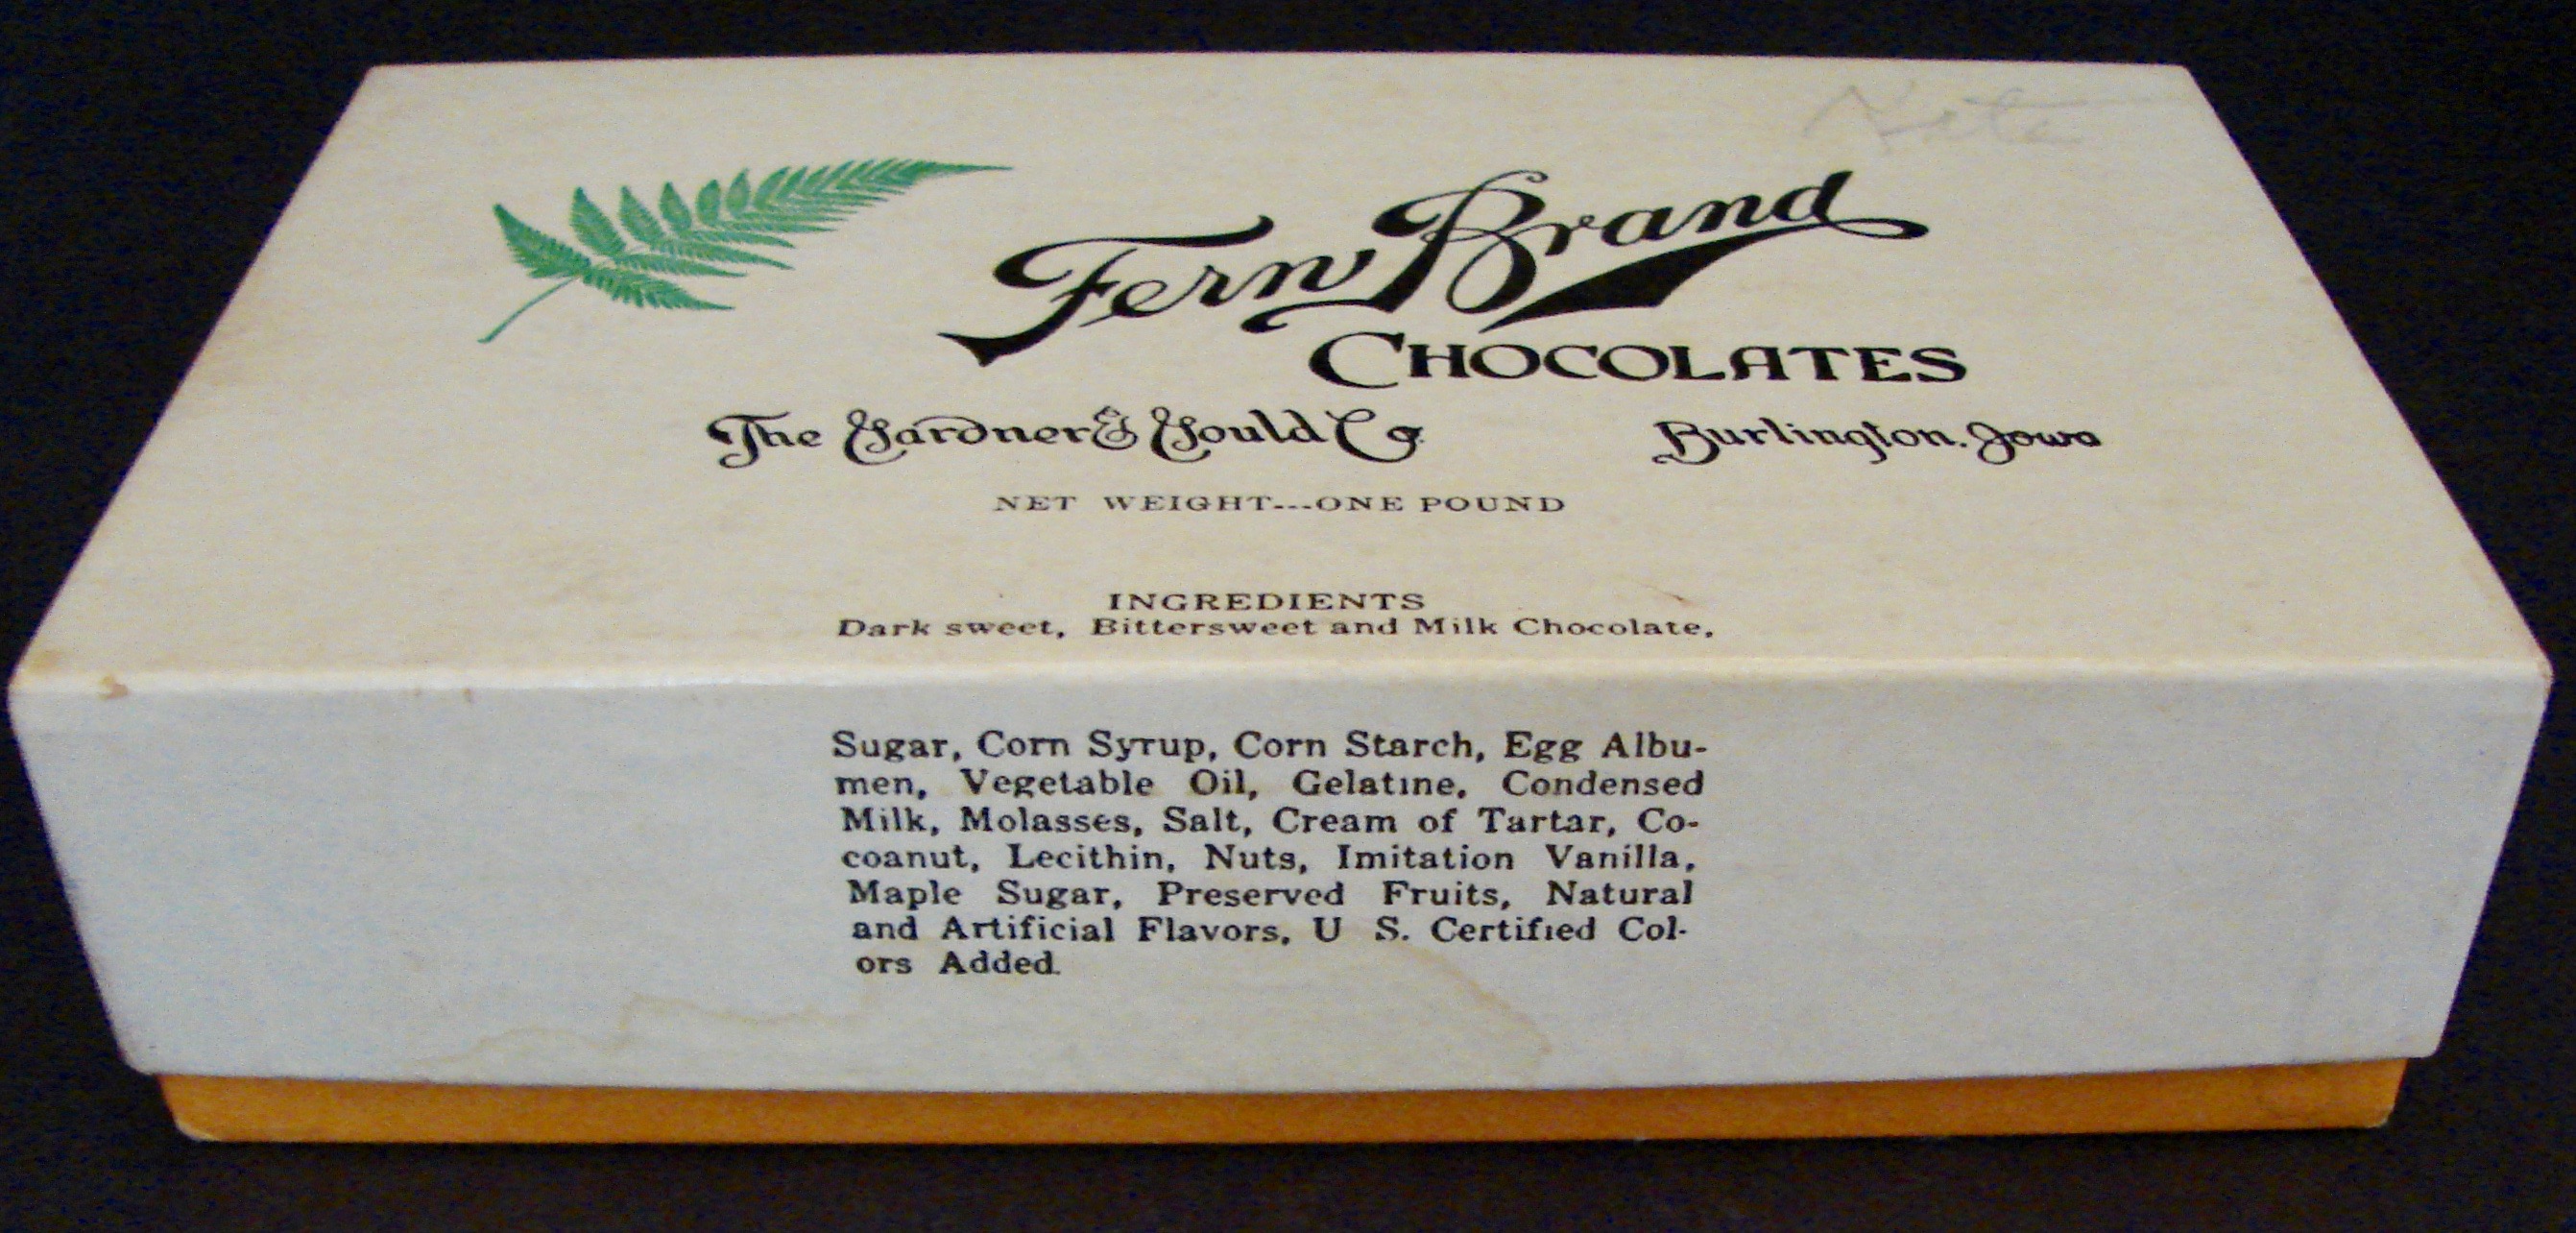 Fern Brand
CHOCOLATES
The Gardner & Gould Co. Burlington, Iowa
NET WEIGHT---ONE POUND
INGREDIENTS
Dark sweet, Bittersweet and Milk Chocolate,
Sugar, Corn Syrup, Corn Starch, Egg Albu-
men, Vegetable Oil, Gelatine, Condensed
Milk, Molasses, Salt, Cream of Tartar, Co-
coanut, Lecithin, Nuts, Imitation Vanilla,
Maple Sugar, Preserved Fruits, Natural
and Artificial Flavors, U S. Certified Col-
ors Added.